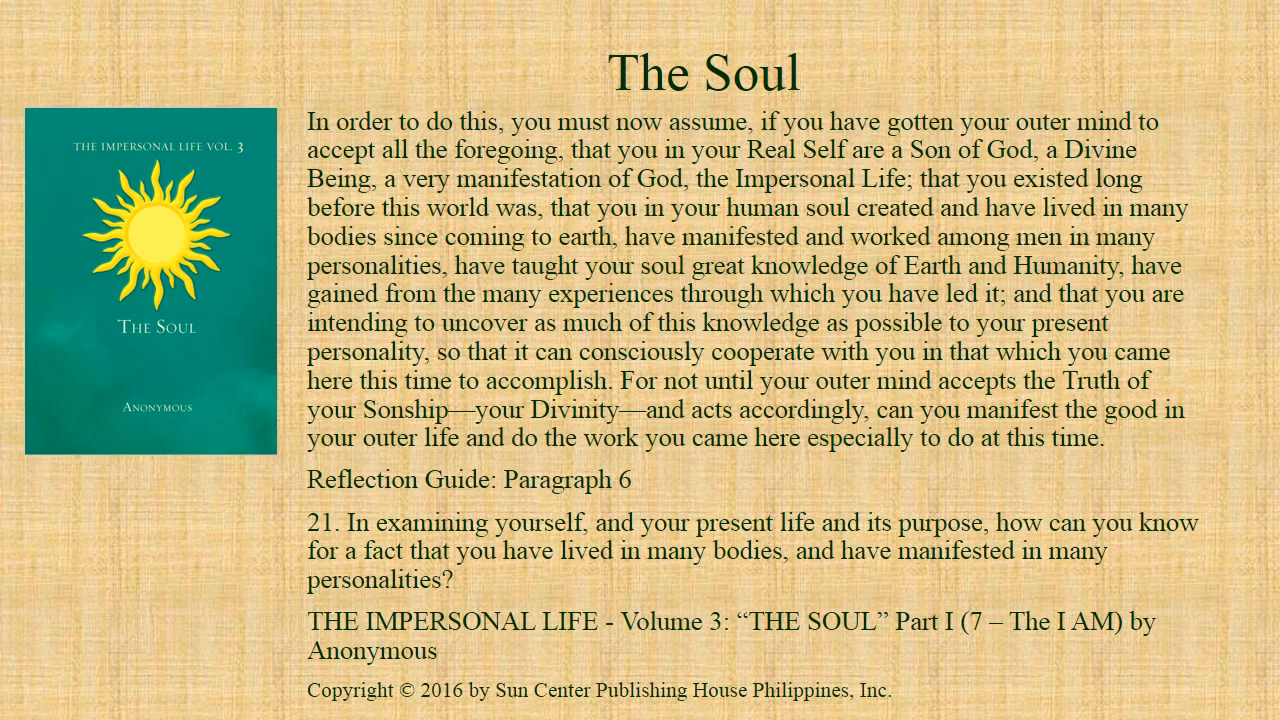 The Soul
THE IMPERSONAL LIFE VOL. 3
THE SOUL
ANONYMOUS
In order to do this, you must now assume, if you have gotten your outer mind to
accept all the foregoing, that you in your Real Self are a Son of God, a Divine
Being, a very manifestation of God, the Impersonal Life; that you existed long
before this world was, that you in your human soul created and have lived in many
bodies since coming to earth, have manifested and worked among men in many
personalities, have taught your soul great knowledge of Earth and Humanity, have
gained from the many experiences through which you have led it; and that you are
intending to uncover as much of this knowledge as possible to your present
personality, so that it can consciously cooperate with you in that which you came
here this time to accomplish. For not until your outer mind accepts the Truth of
your Sonship—your Divinity—and acts accordingly, can you manifest the good in
your outer life and do the work you came here especially to do at this time.
Reflection Guide: Paragraph 6
21. In examining yourself, and your present life and its purpose, how can you know
for a fact that you have lived in many bodies, and have manifested in many
personalities?
THE IMPERSONAL LIFE - Volume 3: “THE SOUL” Part I (7 – The I AM) by
Anonymous
Copyright © 2016 by Sun Center Publishing House Philippines, Inc.